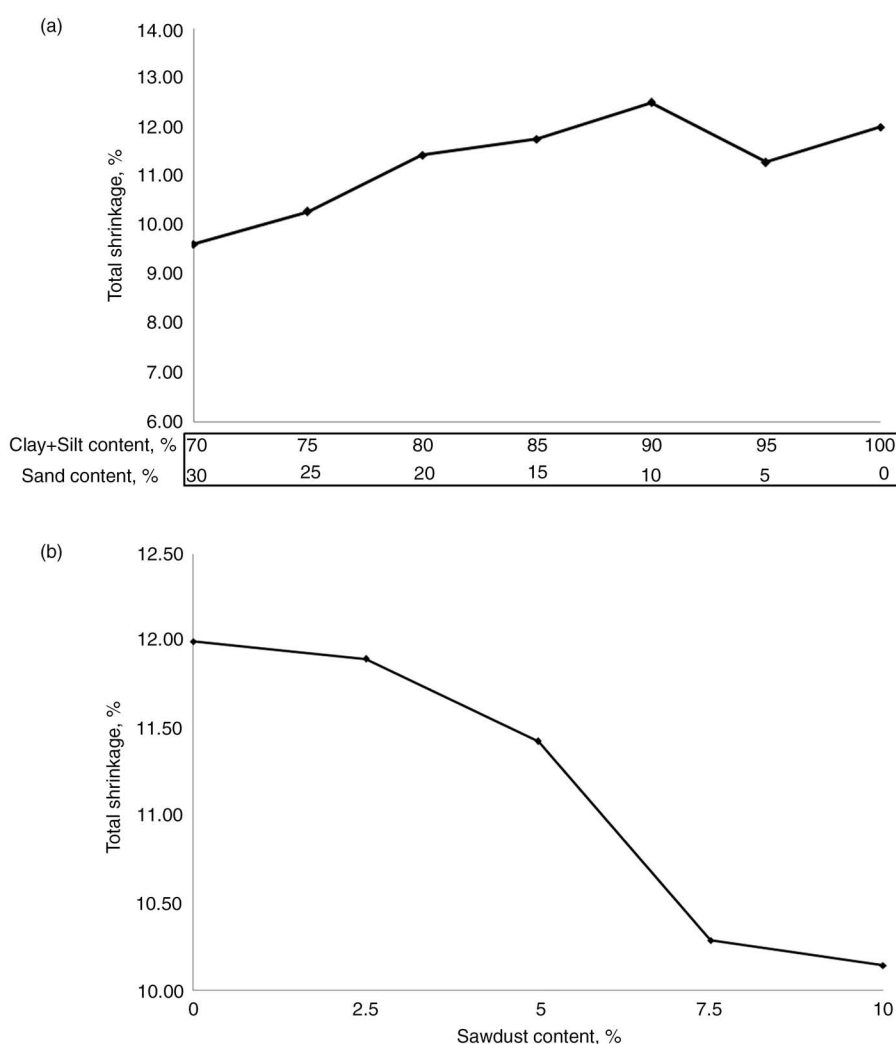 (a)
14.00
13.00
12.00
11.00
10.00
9.00
8.00
7.00
6.00
Total shrinkage, %
Clay+Silt content, % 70 75 80 85 90 95 100
Sand content, % 30 25 20 15 10 5 0
(b)
12.50
12.00
11.50
11.00
10.50
10.00
Total shrinkage, %
0 2.5 5 7.5 10
Sawdust content, %